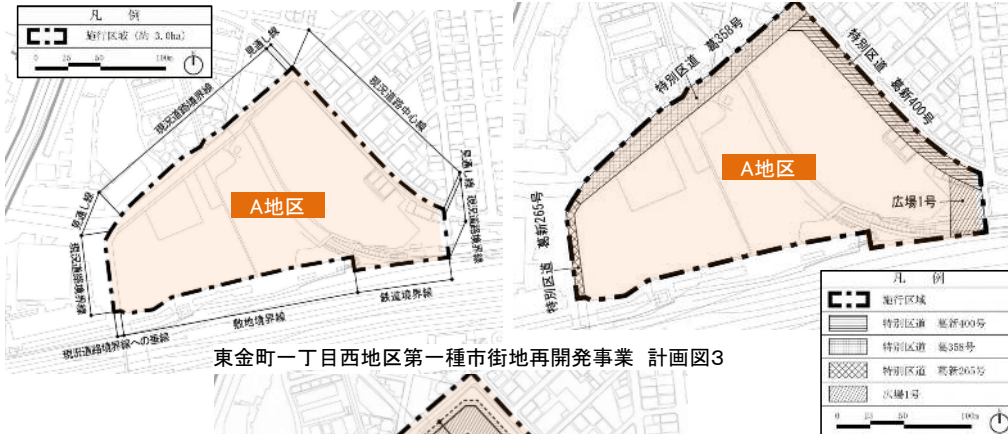 凡 例
施行区域 (約 3.0ha)
0 25 50 100m
見通し線
現況道路境界線
現況道路中心線
見通し線
見通し線
現況道路境界線
現況道路境界線
A地区
鉄道境界線
敷地境界線
現況道路境界線への垂線
特別区道 葛358号
特別区道 葛新400号
A地区
広場1号
特別区道 葛新265号
東金町一丁目西地区第一種市街地再開発事業 計画図3
凡 例
施行区域
特別区道 葛新400号
特別区道 葛358号
特別区道 葛新265号
広場1号
0 25 50 100m